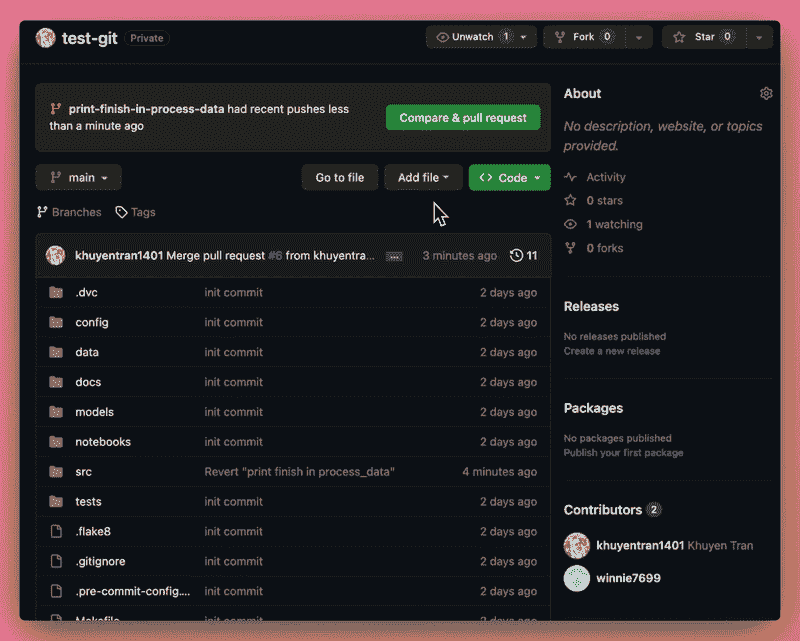 test-git Private
Unwatch 1
Fork 0
Star 0
print-finish-in-process-data had recent pushes less
than a minute ago
Compare & pull request
main
Go to file
Add file
Code
Branches
Tags
khuyentran1401 Merge pull request #6 from khuyentra... ... 3 minutes ago 11
.dvc init commit 2 days ago
config init commit 2 days ago
data init commit 2 days ago
docs init commit 2 days ago
models init commit 2 days ago
notebooks init commit 2 days ago
src Revert "print finish in process_data" 4 minutes ago
tests init commit 2 days ago
.flake8 init commit 2 days ago
.gitignore init commit 2 days ago
.pre-commit-config.... init commit 2 days ago
Makefile init commit 2 days ago
About
No description, website, or topics
provided.
Activity
0 stars
1 watching
0 forks
Releases
No releases published
Create a new release
Packages
No packages published
Publish your first package
Contributors 2
khuyentran1401 Khuyen Tran
winnie7699